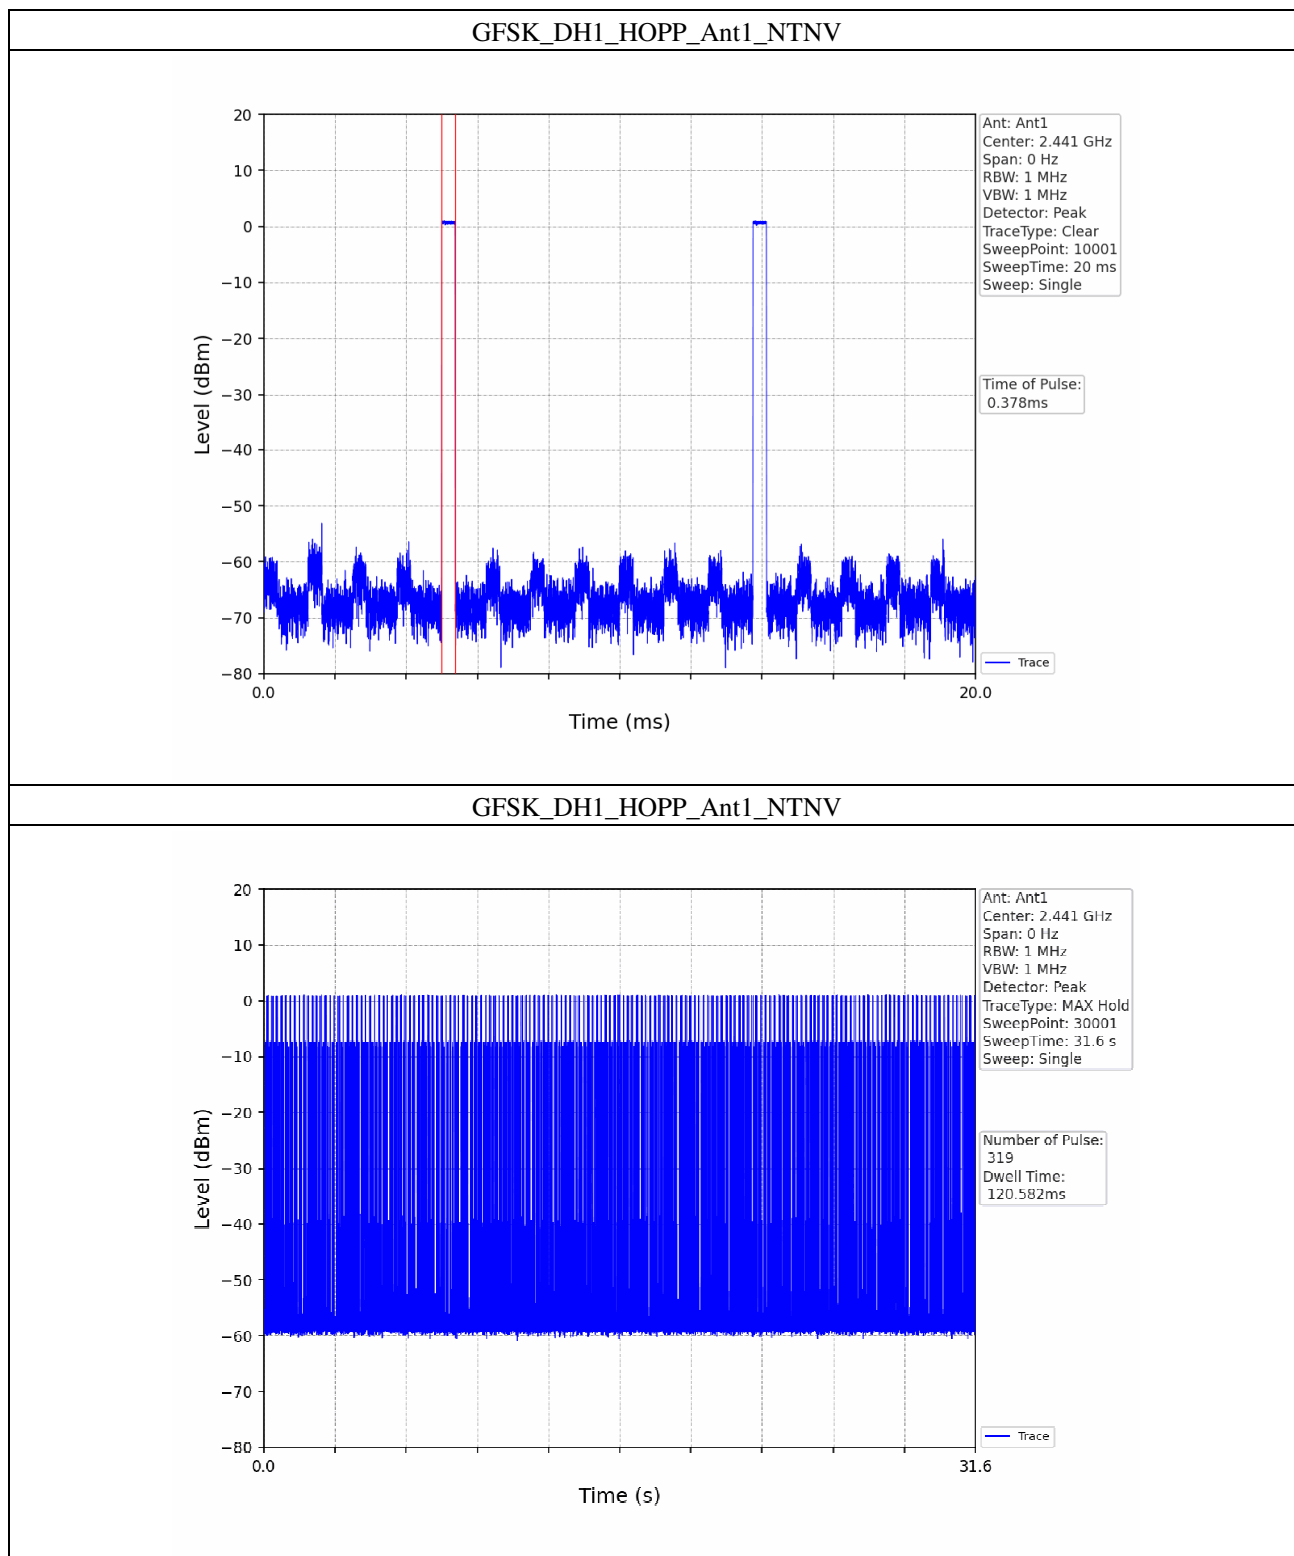 GFSK_DH1_HOPP_Ant1_NTNV
20
10
0
−10
−20
−30
−40
−50
−60
−70
−80
Level (dBm)
0.0
20.0
Time (ms)
Ant: Ant1
Center: 2.441 GHz
Span: 0 Hz
RBW: 1 MHz
VBW: 1 MHz
Detector: Peak
TraceType: Clear
SweepPoint: 10001
SweepTime: 20 ms
Sweep: Single
Time of Pulse:
0.378ms
Trace
GFSK_DH1_HOPP_Ant1_NTNV
20
10
0
−10
−20
−30
−40
−50
−60
−70
−80
Level (dBm)
0.0
31.6
Time (s)
Ant: Ant1
Center: 2.441 GHz
Span: 0 Hz
RBW: 1 MHz
VBW: 1 MHz
Detector: Peak
TraceType: MAX Hold
SweepPoint: 30001
SweepTime: 31.6 s
Sweep: Single
Number of Pulse:
319
Dwell Time:
120.582ms
Trace